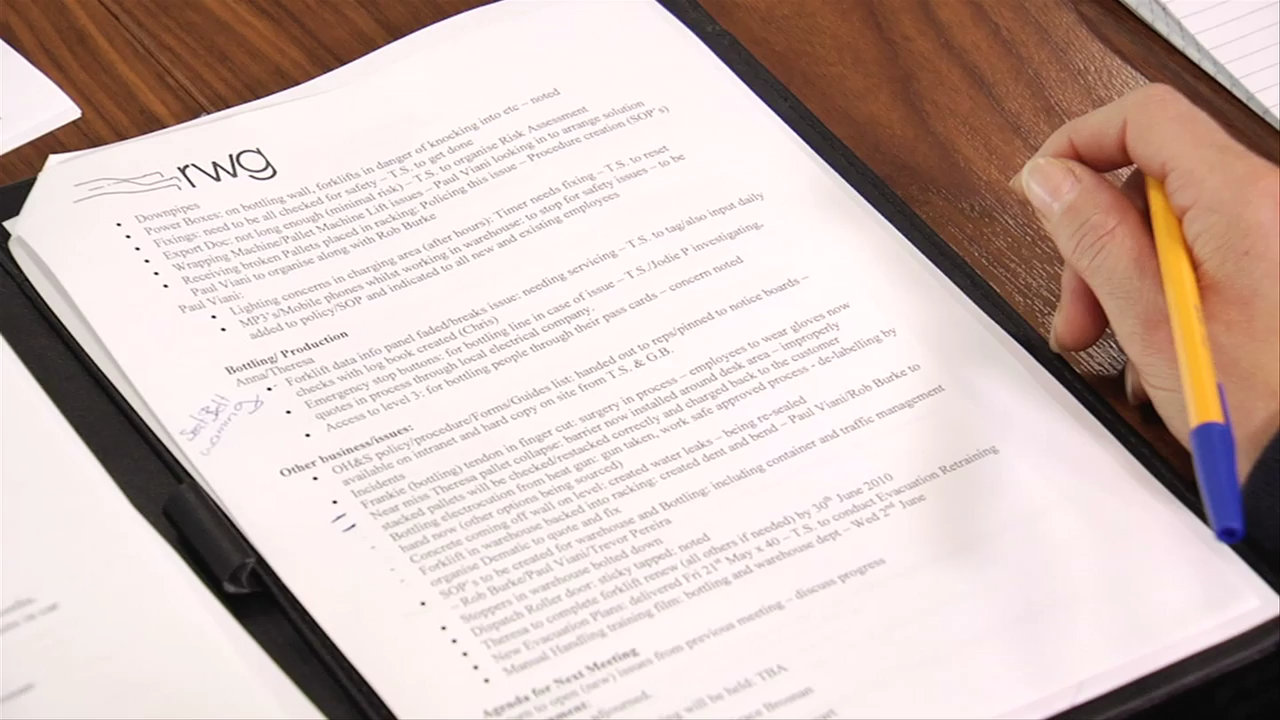 rwg
Downpipes
Power Boxes: on bottling wall, forklifts in danger of knocking into etc – noted
Fixings: need to be all checked for safety – T.S. to get done
Export Doc: not long enough (minimal risk) – T.S. to organise Risk Assessment
Wrapping Machine/Pallet Machine Lift issues – Paul Viani looking in to arrange solution
Receiving broken Pallets placed in racking: Policing this issue – Procedure creation (SOP's)
Paul Viani to organise along with Rob Burke
Paul Viani:
Lighting concerns in charging area (after hours): Timer needs fixing – T.S. to reset
MP3's/Mobile phones whilst working in warehouse: to stop for safety issues – to be
added to policy/SOP and indicated to all new and existing employees
Bottling/ Production
Anna/Theresa
Forklift data info panel faded/breaks issue: needing servicing – T.S. to tag/also input daily
checks with log book created (Chris)
Emergency stop buttons: for bottling line in case of issue – T.S./Jodie P investigating,
quotes in process through local electrical company.
Access to level 3: for bottling people through their pass cards – concern noted
Other business/issues:
OH&S policy/procedure/Forms/Guides list: handed out to reps/pinned to notice boards –
available on intranet and hard copy on site from T.S. & G.B.
Incidents
Frankie (bottling) tendon in finger cut: surgery in process – employees to wear gloves now
Near miss Theresa pallet collapse: barrier now installed around desk area – improperly
stacked pallets will be checked/restacked correctly and charged back to the customer
Bottling electrocution from heat gun: gun taken, work safe approved process - de-labelling by
hand now (other options being sourced)
Concrete coming off wall on level: created water leaks – being re-sealed
Forklift in warehouse backed into racking: created dent and bend – Paul Viani/Rob Burke to
organise Dematic to quote and fix
SOP's to be created for warehouse and Bottling: including container and traffic management
– Rob Burke/Paul Viani/Trevor Pereira
Stoppers in warehouse bolted down
Dispatch Roller door: sticky tapped: noted
Theresa to complete forklift renew (all others if needed) by 30th June 2010
New Evacuation Plans: delivered Fri 21st May x 40 – T.S. to conduct Evacuation Retraining
Manual Handling training film: bottling and warehouse dept – Wed 2nd June
Agenda for Next Meeting
to open (new) issues from previous meeting – discuss progress
adjourned.
will be held: TBA